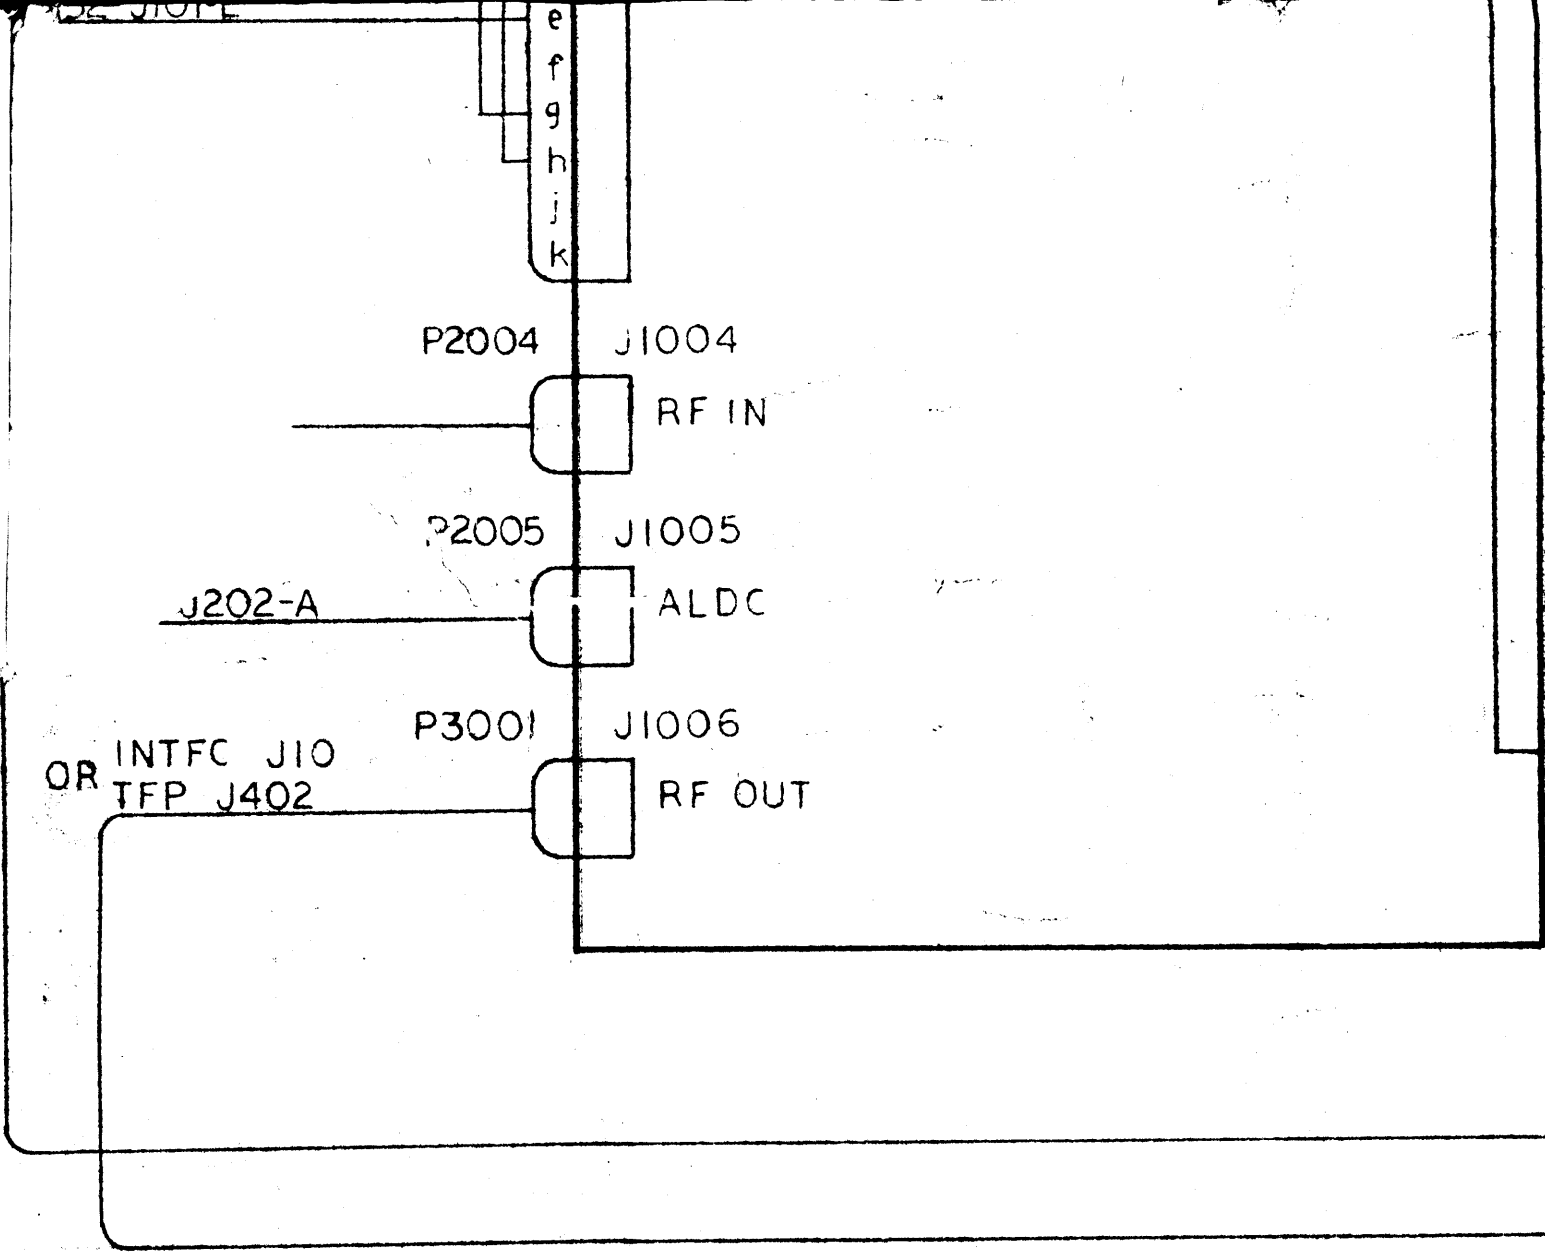 e
f
g
h
j
k
P2004 J1004
RF IN
P2005 J1005
J202-A ALDC
P3001 J1006
INTFC J10
OR
TFP J402
RF OUT